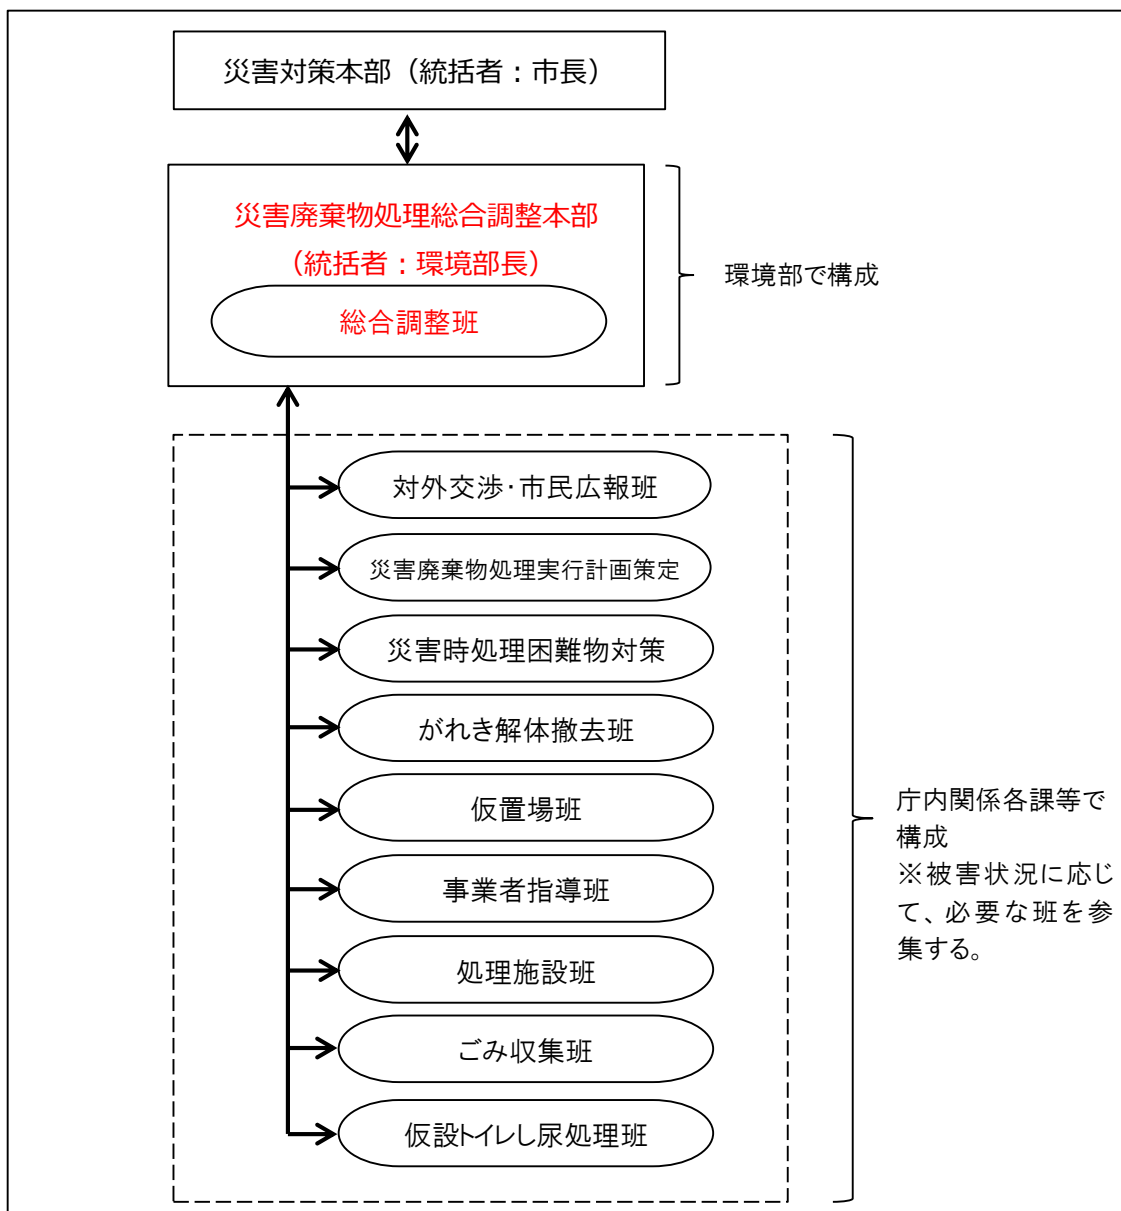 災害対策本部（統括者：市長）
災害廃棄物処理総合調整本部
（統括者：環境部長）
総合調整班
環境部で構成
対外交渉･市民広報班
災害廃棄物処理実行計画策定
災害時処理困難物対策
がれき解体撤去班
仮置場班
事業者指導班
処理施設班
ごみ収集班
仮設トイレし尿処理班
庁内関係各課等で
構成
※被害状況に応じ
て、必要な班を参
集する。